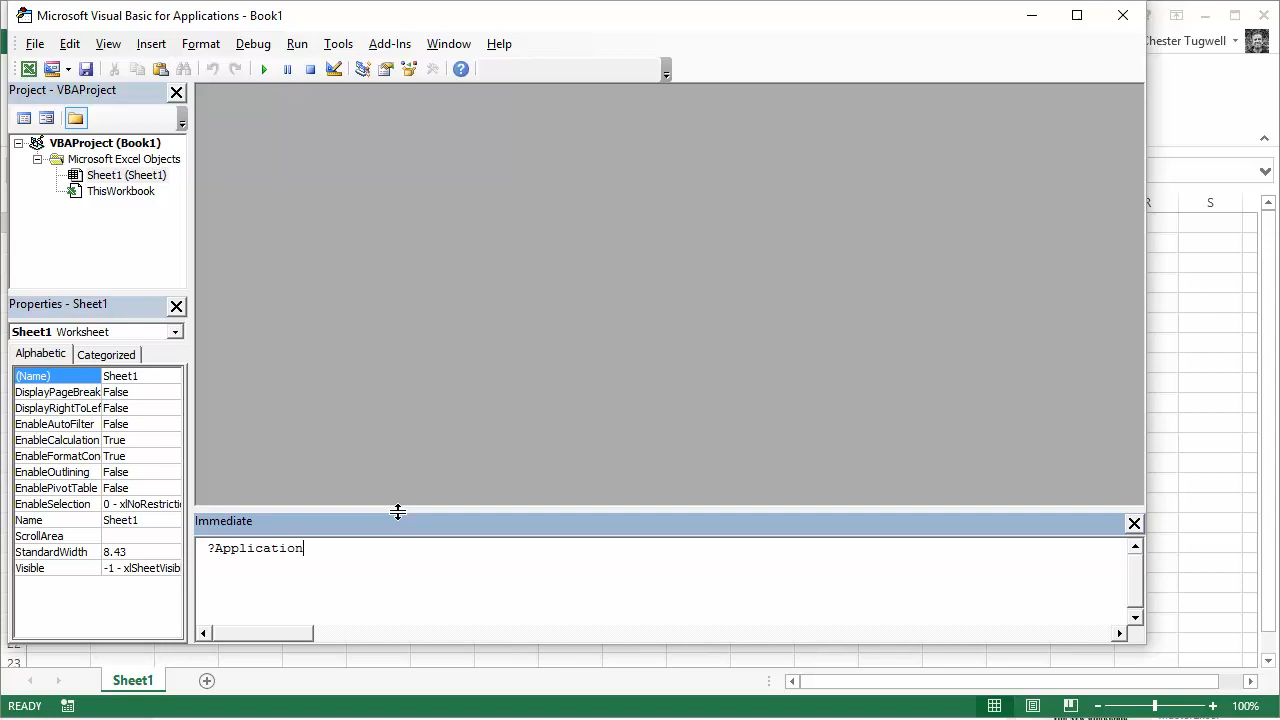 Microsoft Visual Basic for Applications - Book1
Chester Tugwell
File Edit View Insert Format Debug Run Tools Add-Ins Window Help
Project - VBAProject
VBAProject (Book1)
Microsoft Excel Objects
Sheet1 (Sheet1)
ThisWorkbook
S
Properties - Sheet1
Sheet1 Worksheet
Alphabetic Categorized
(Name) Sheet1
DisplayPageBreak False
DisplayRightToLef False
EnableAutoFilter False
EnableCalculation True
EnableFormatCon True
EnableOutlining False
EnablePivotTable False
EnableSelection 0 - xlNoRestricti
Name Sheet1
ScrollArea
StandardWidth 8.43
Visible -1 - xlSheetVisib
Immediate
?Application
23
Sheet1
READY
100%